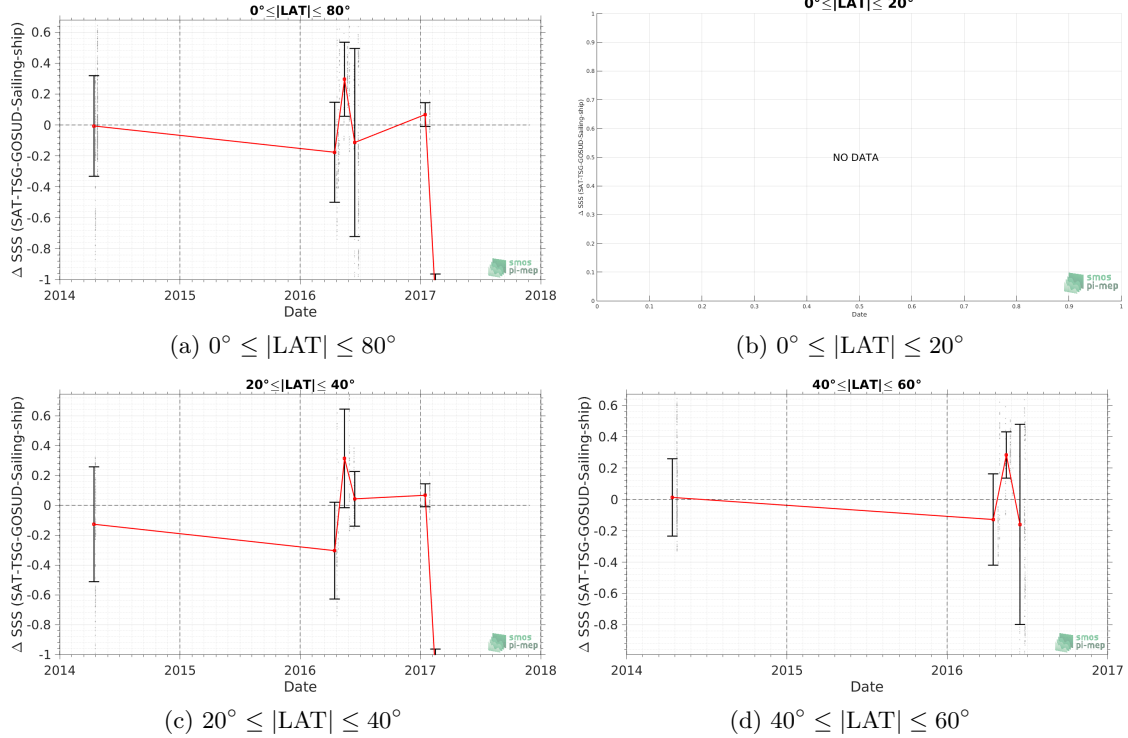 0°≤|LAT|≤ 80°
Δ SSS (SAT-TSG-GOSUD-Sailing-ship)
0.6
0.4
0.2
0
-0.2
-0.4
-0.6
-0.8
-1
2014
2015
2016
2017
2018
Date
smos
pi-mep
(a) 0° ≤ |LAT| ≤ 80°
0°≤|LAT|≤ 20°
Δ SSS (SAT-TSG-GOSUD-Sailing-ship)
1
0.9
0.8
0.7
0.6
0.5
0.4
0.3
0.2
0.1
0
NO DATA
0
0.1
0.2
0.3
0.4
0.5
0.6
0.7
0.8
0.9
1
Date
smos
pi-mep
(b) 0° ≤ |LAT| ≤ 20°
20°≤|LAT|≤ 40°
Δ SSS (SAT-TSG-GOSUD-Sailing-ship)
0.6
0.4
0.2
0
-0.2
-0.4
-0.6
-0.8
-1
2014
2015
2016
2017
2018
Date
smos
pi-mep
(c) 20° ≤ |LAT| ≤ 40°
40°≤|LAT|≤ 60°
Δ SSS (SAT-TSG-GOSUD-Sailing-ship)
0.6
0.4
0.2
0
-0.2
-0.4
-0.6
-0.8
2014
2015
2016
2017
Date
smos
pi-mep
(d) 40° ≤ |LAT| ≤ 60°